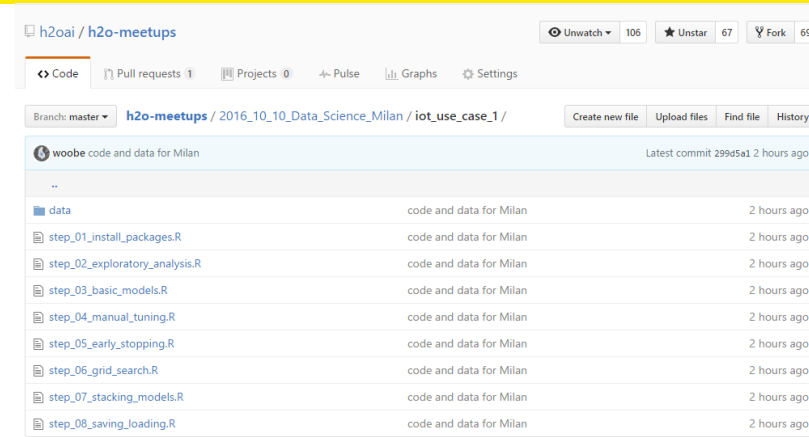 h2oai / h2o-meetups
Unwatch 106 Unstar 67 Fork 69
Code Pull requests 1 Projects 0 Pulse Graphs Settings
Branch: master h2o-meetups / 2016_10_10_Data_Science_Milan / iot_use_case_1 / Create new file Upload files Find file History
woobe code and data for Milan Latest commit 299d5a1 2 hours ago
..
data code and data for Milan 2 hours ago
step_01_install_packages.R code and data for Milan 2 hours ago
step_02_exploratory_analysis.R code and data for Milan 2 hours ago
step_03_basic_models.R code and data for Milan 2 hours ago
step_04_manual_tuning.R code and data for Milan 2 hours ago
step_05_early_stopping.R code and data for Milan 2 hours ago
step_06_grid_search.R code and data for Milan 2 hours ago
step_07_stacking_models.R code and data for Milan 2 hours ago
step_08_saving_loading.R code and data for Milan 2 hours ago